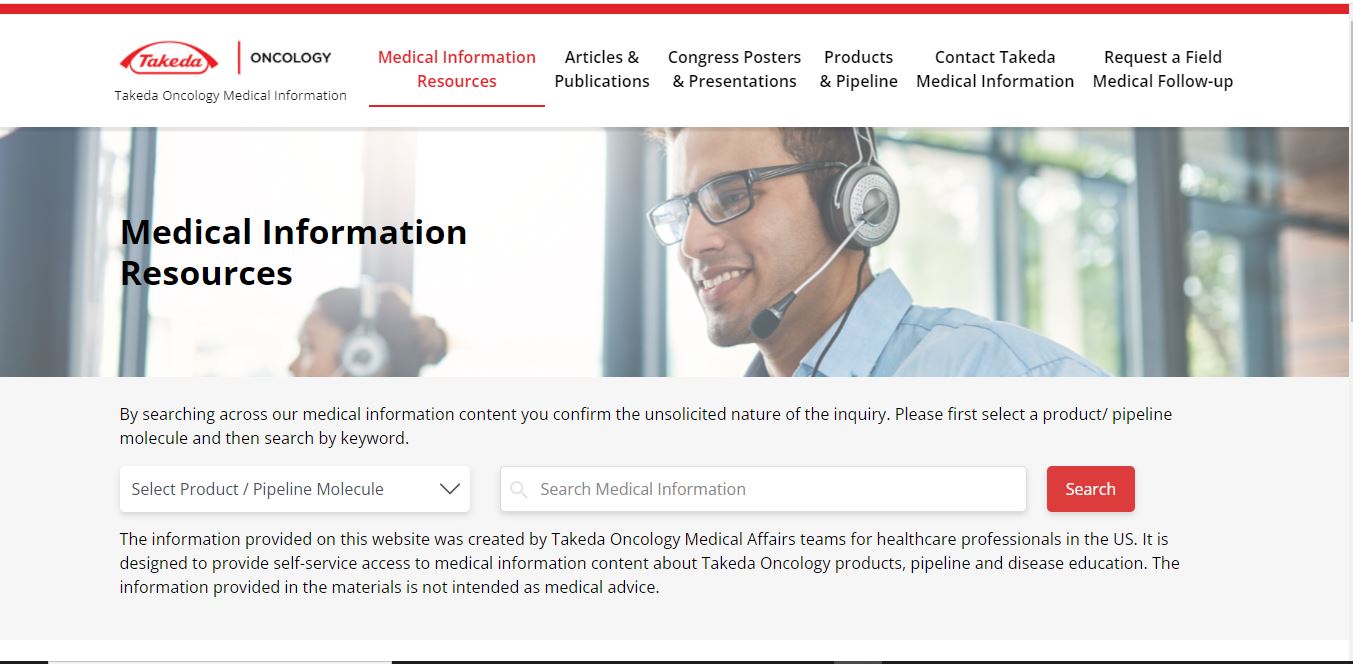 Takeda
ONCOLOGY
Takeda Oncology Medical Information
Medical Information
Resources
Articles &
Publications
Congress Posters
& Presentations
Products
& Pipeline
Contact Takeda
Medical Information
Request a Field
Medical Follow-up
Medical Information
Resources
By searching across our medical information content you confirm the unsolicited nature of the inquiry. Please first select a product/ pipeline
molecule and then search by keyword.
Select Product / Pipeline Molecule
Search Medical Information
Search
The information provided on this website was created by Takeda Oncology Medical Affairs teams for healthcare professionals in the US. It is
designed to provide self-service access to medical information content about Takeda Oncology products, pipeline and disease education. The
information provided in the materials is not intended as medical advice.